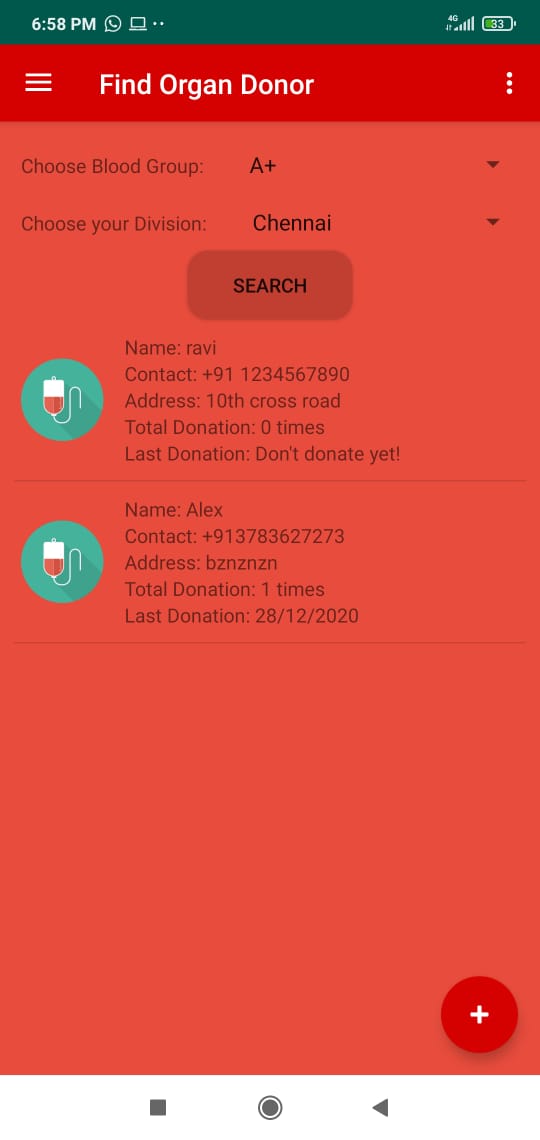 6:58 PM
4G
33
Find Organ Donor
Choose Blood Group: A+
Choose your Division: Chennai
SEARCH
Name: ravi
Contact: +91 1234567890
Address: 10th cross road
Total Donation: 0 times
Last Donation: Don't donate yet!
Name: Alex
Contact: +913783627273
Address: bznznzn
Total Donation: 1 times
Last Donation: 28/12/2020
+